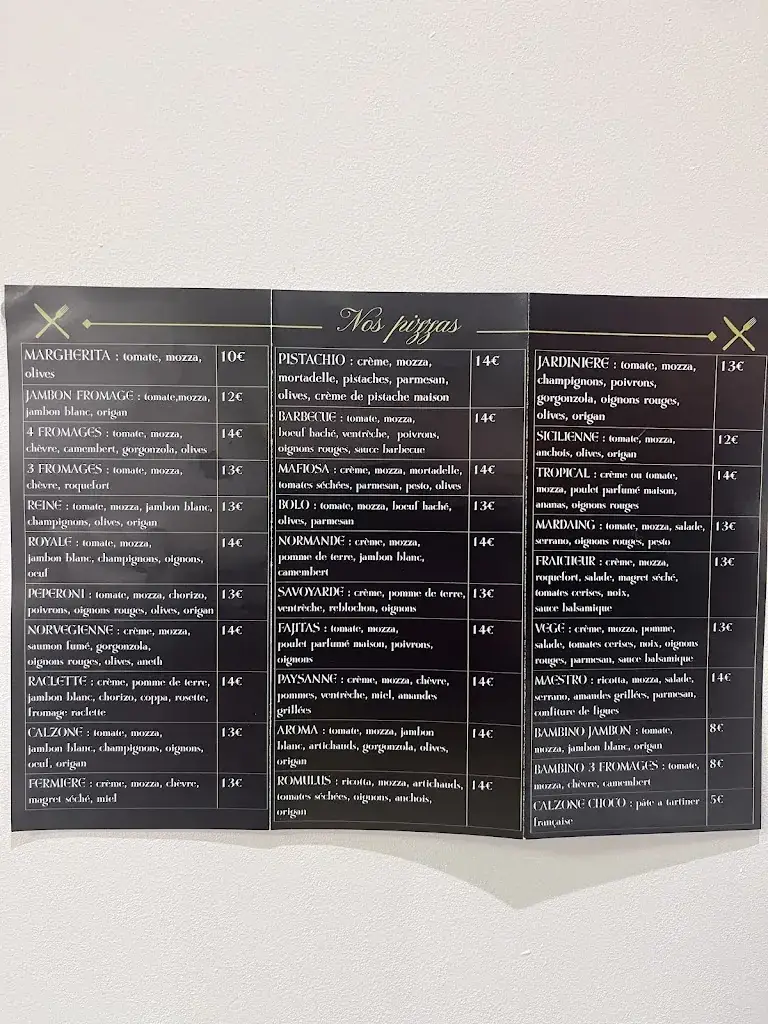 Nos pizzas
MARGHERITA : tomate, mozza, 10€
olives
JAMBON FROMAGE : tomate,mozza, 12€
jambon blanc, origan
4 FROMAGES : tomate, mozza, 14€
chèvre, camembert, gorgonzola, olives
3 FROMAGES : tomate, mozza, 13€
chèvre, roquefort
REINE : tomate, mozza, jambon blanc, 13€
champignons, olives, origan
ROYALE : tomate, mozza, 14€
jambon blanc, champignons, oignons,
oeuf
PEPERONI : tomate, mozza, chorizo, 13€
poivrons, oignons rouges, olives, origan
NORVEGIENNE : crème, mozza, 14€
saumon fumé, gorgonzola,
oignons rouges, olives, aneth
RACLETTE : crème, pomme de terre, 14€
jambon blanc, chorizo, coppa, rosette,
fromage raclette
CALZONE : tomate, mozza, 13€
jambon blanc, champignons, oignons,
oeuf, origan
FERMIERE : crème, mozza, chèvre, 13€
magret séché, miel
PISTACHIO : crème, mozza, 14€
mortadelle, pistaches, parmesan,
olives, crème de pistache maison
BARBECUE : tomate, mozza, 14€
boeuf haché, ventrèche, poivrons,
oignons rouges, sauce barbecue
MAFIOSA : crème, mozza, mortadelle, 14€
tomates séchées, parmesan, pesto, olives
BOLO : tomate, mozza, boeuf haché, 13€
olives, parmesan
NORMANDE : crème, mozza, 14€
pomme de terre, jambon blanc,
camembert
SAVOYARDE : crème, pomme de terre, 13€
ventrèche, reblochon, oignons
FAJITAS : tomate, mozza, 14€
poulet parfumé maison, poivrons,
oignons
PAYSANNE : crème, mozza, chèvre, 14€
pommes, ventrèche, miel, amandes
grillées
AROMA : tomate, mozza, jambon 14€
blanc, artichauds, gorgonzola, olives,
origan
ROMULUS : ricotta, mozza, artichauds, 14€
tomates séchées, oignons, anchois,
origan
JARDINIERE : tomate, mozza, 13€
champignons, poivrons,
gorgonzola, oignons rouges,
olives, origan
SICILIENNE : tomate, mozza, 12€
anchois, olives, origan
TROPICAL : crème ou tomate, 14€
mozza, poulet parfumé maison,
ananas, oignons rouges
MARDAING : tomate, mozza, salade, 13€
serrano, oignons rouges, pesto
FRAICHEUR : crème, mozza, 13€
roquefort, salade, magret séché,
tomates cerises, noix,
sauce balsamique
VEGE : crème, mozza, pomme, 13€
salade, tomates cerises, noix, oignons
rouges, parmesan, sauce balsamique
MAESTRO : ricotta, mozza, salade, 14€
serrano, amandes grillées, parmesan,
confiture de figues
BAMBINO JAMBON : tomate, 8€
mozza, jambon blanc, origan
BAMBINO 3 FROMAGES : tomate, 8€
mozza, chèvre, camembert
CALZONE CHOCO : pâte a tartiner 5€
française